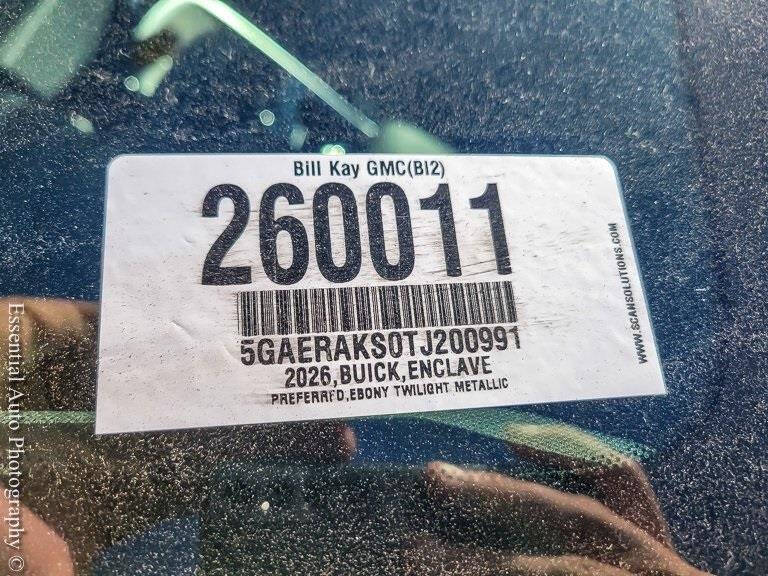 Bill Kay GMC(BI2)
260011
5GAERAKS0TJ200991
2026,BUICK,ENCLAVE
PREFERRED,EBONY TWILIGHT METALLIC
WWW.SCANSOLUTIONS.COM
Essential Auto Photography ©